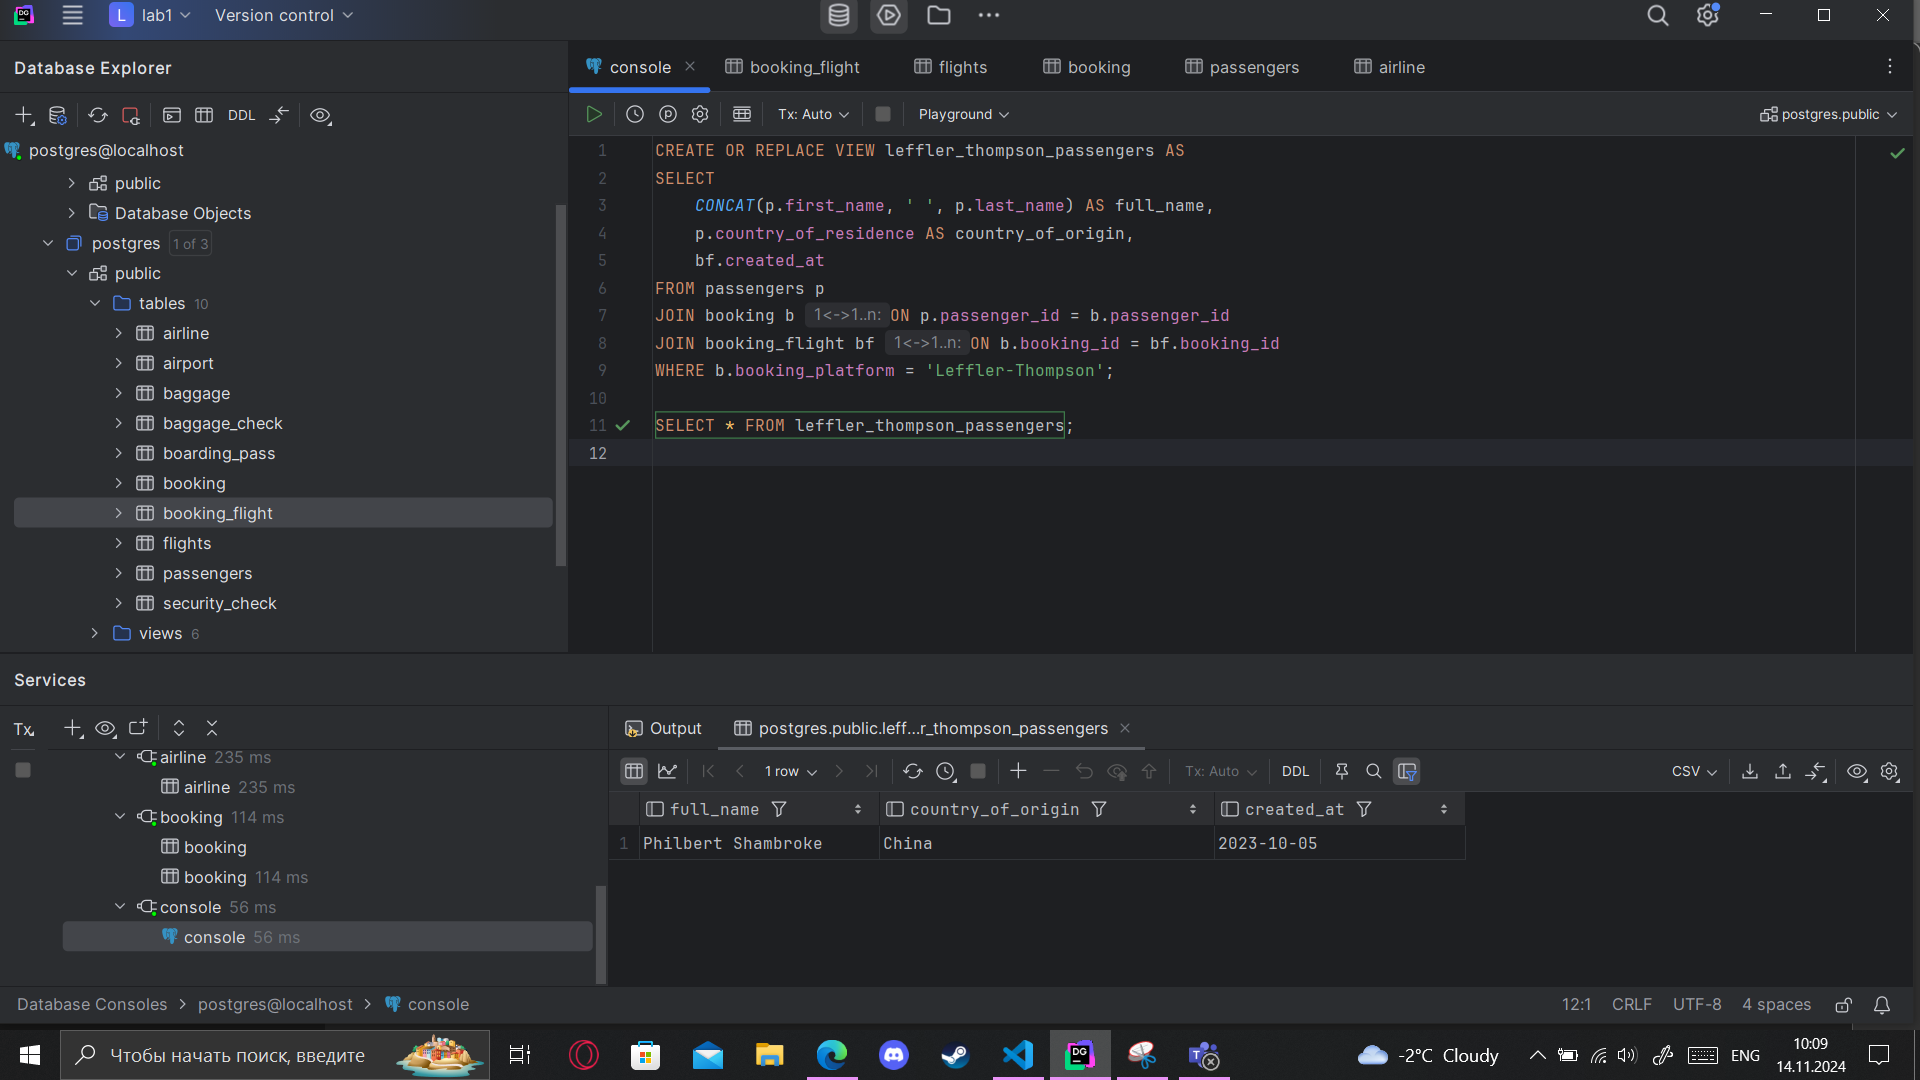 L lab1 Version control
Database Explorer
console booking_flight flights booking passengers airline
DDL
Tx: Auto Playground postgres.public
postgres@localhost
public
Database Objects
postgres 1 of 3
public
tables 10
airline
airport
baggage
baggage_check
boarding_pass
booking
booking_flight
flights
passengers
security_check
views 6
1 CREATE OR REPLACE VIEW leffler_thompson_passengers AS
2 SELECT
3 CONCAT(p.first_name, ' ', p.last_name) AS full_name,
4 p.country_of_residence AS country_of_origin,
5 bf.created_at
6 FROM passengers p
7 JOIN booking b 1<->1..n: ON p.passenger_id = b.passenger_id
8 JOIN booking_flight bf 1<->1..n: ON b.booking_id = bf.booking_id
9 WHERE b.booking_platform = 'Leffler-Thompson';
10
11 SELECT * FROM leffler_thompson_passengers;
12
Services
Tx
airline 235 ms
airline 235 ms
booking 114 ms
booking
booking 114 ms
console 56 ms
console 56 ms
Output postgres.public.leff...r_thompson_passengers
1 row Tx: Auto DDL CSV
full_name country_of_origin created_at
1 Philbert Shambroke China 2023-10-05
Database Consoles > postgres@localhost > console
12:1 CRLF UTF-8 4 spaces
Чтобы начать поиск, введите
DG
-2°C Cloudy
ENG
10:09
14.11.2024